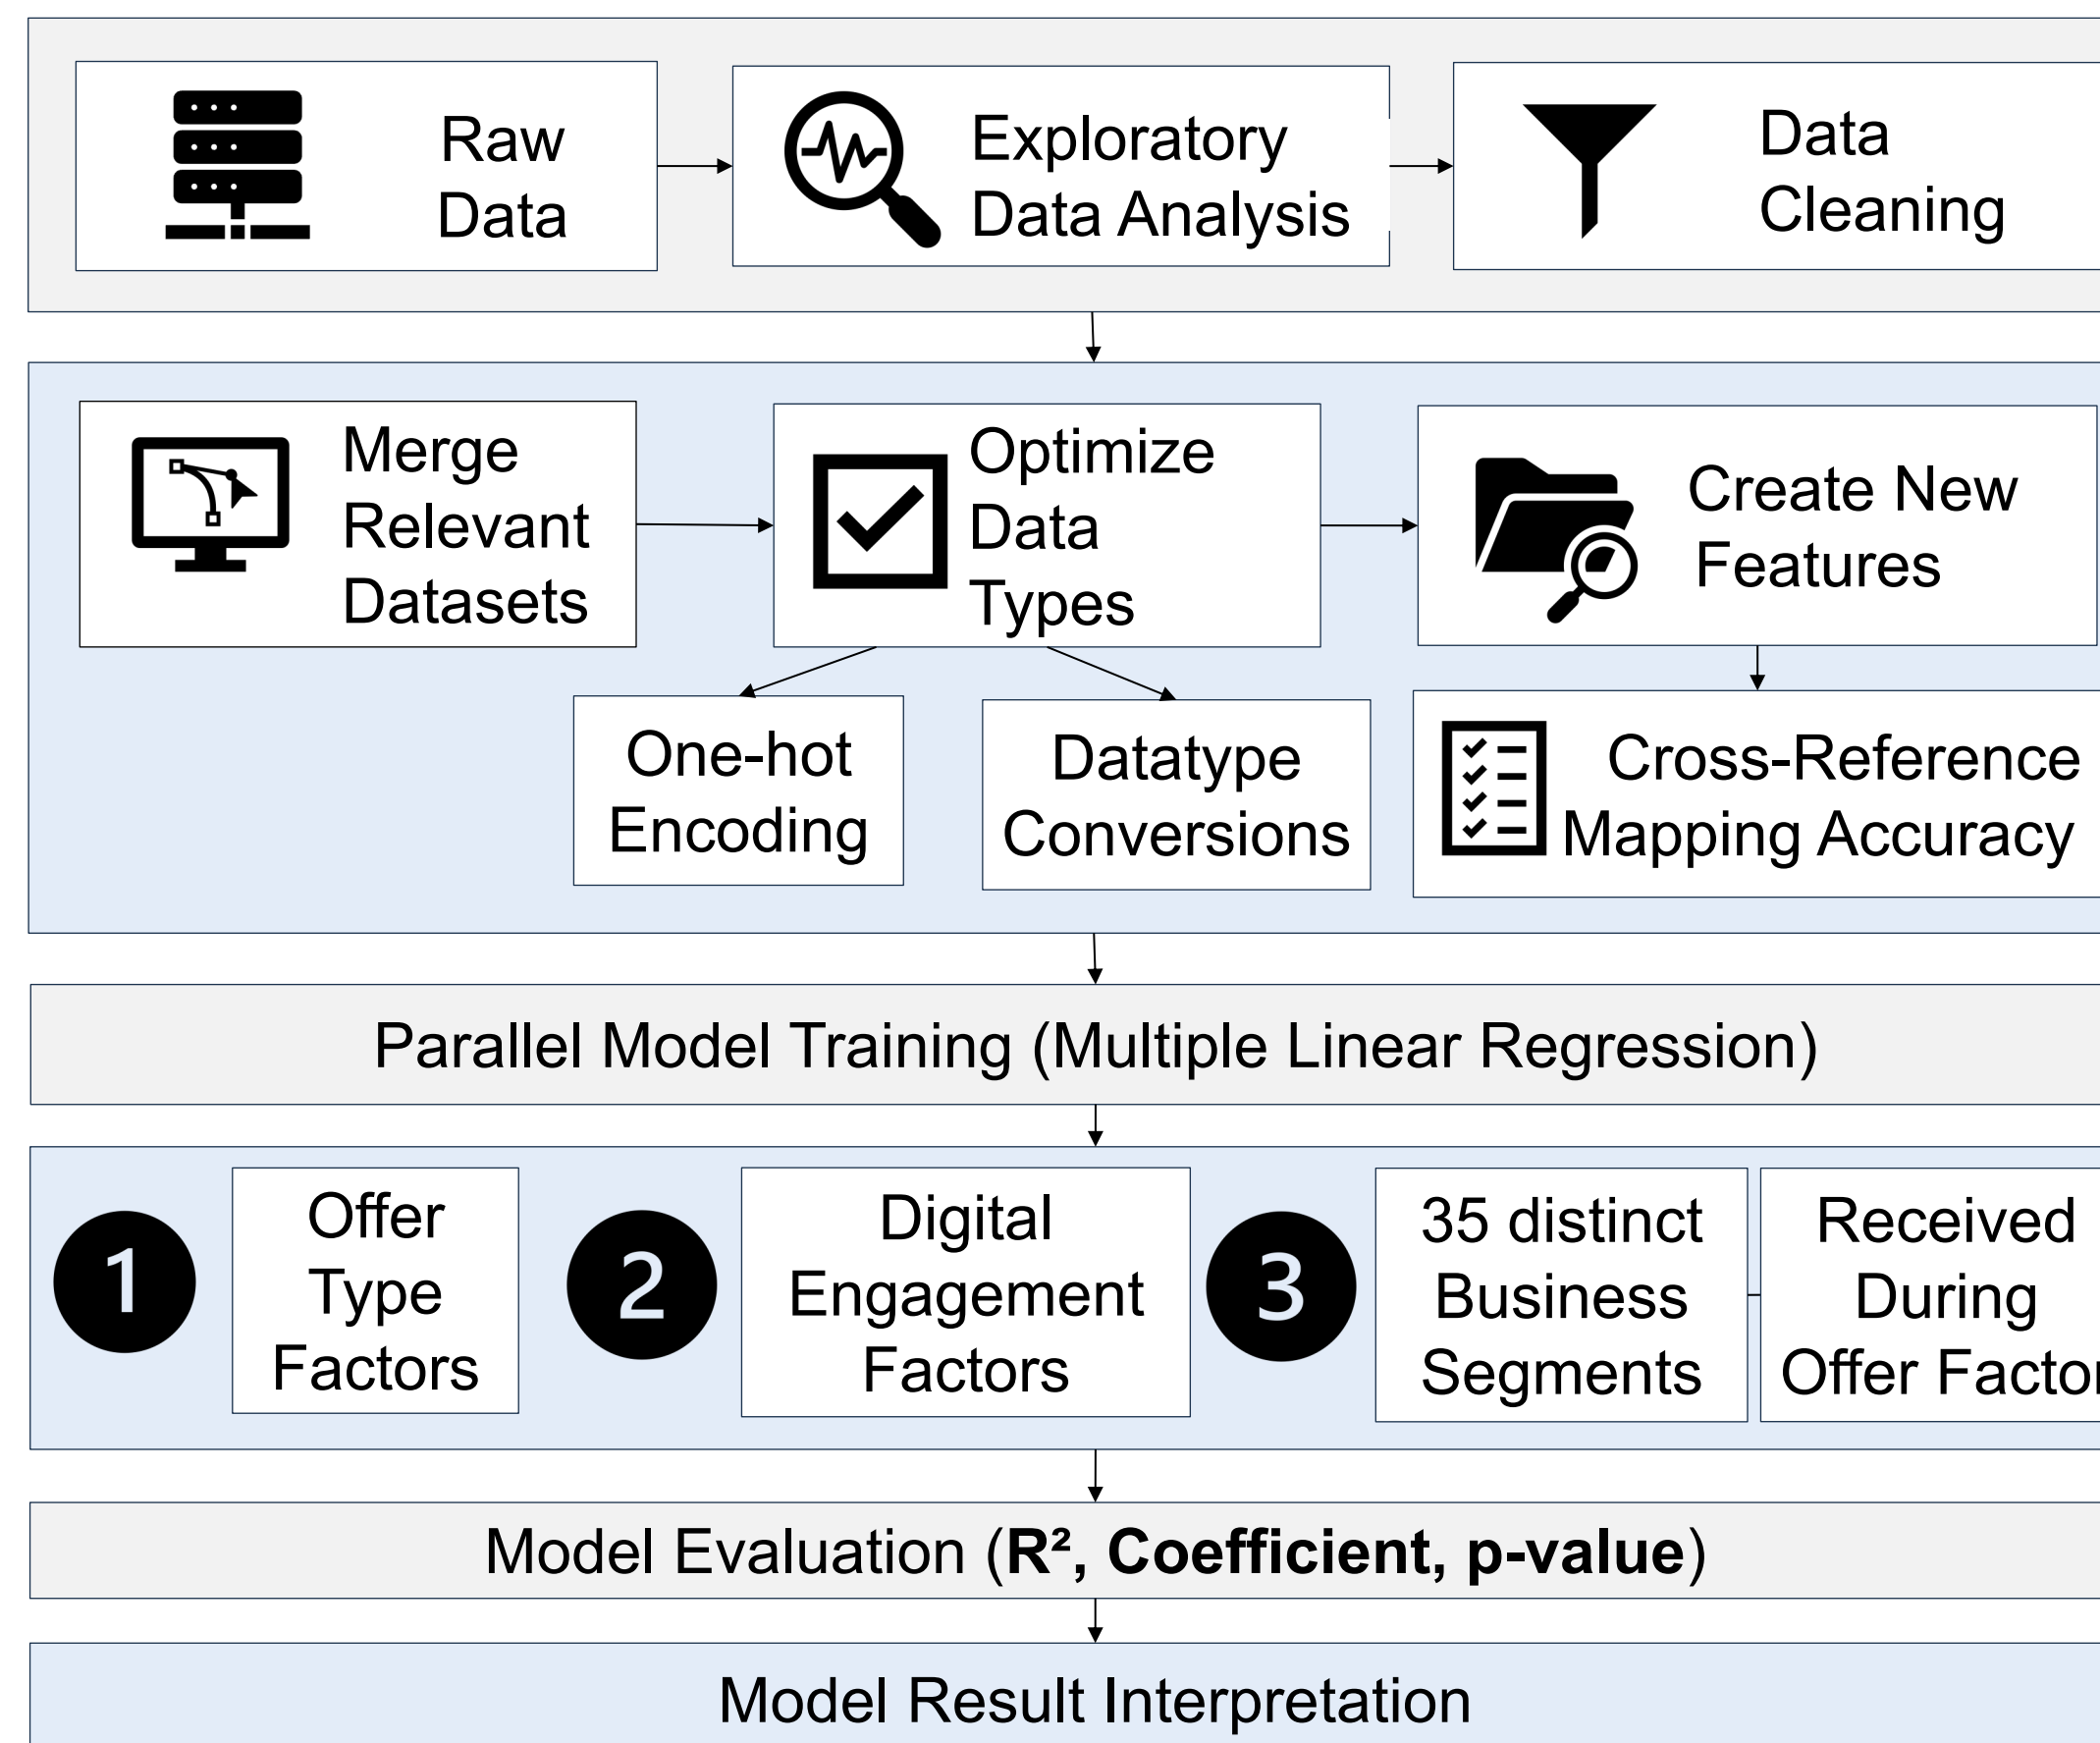 Raw
Data
Exploratory
Data Analysis
Data
Cleaning
Merge
Relevant
Datasets
Optimize
Data
Types
Create New
Features
One-hot
Encoding
Datatype
Conversions
Cross-Reference
Mapping Accuracy
Parallel Model Training (Multiple Linear Regression)
1
Offer
Type
Factors
2
Digital
Engagement
Factors
3
35 distinct
Business
Segments
Received
During
Offer
Model Evaluation (R², Coefficient, p-value)
Model Result Interpretation